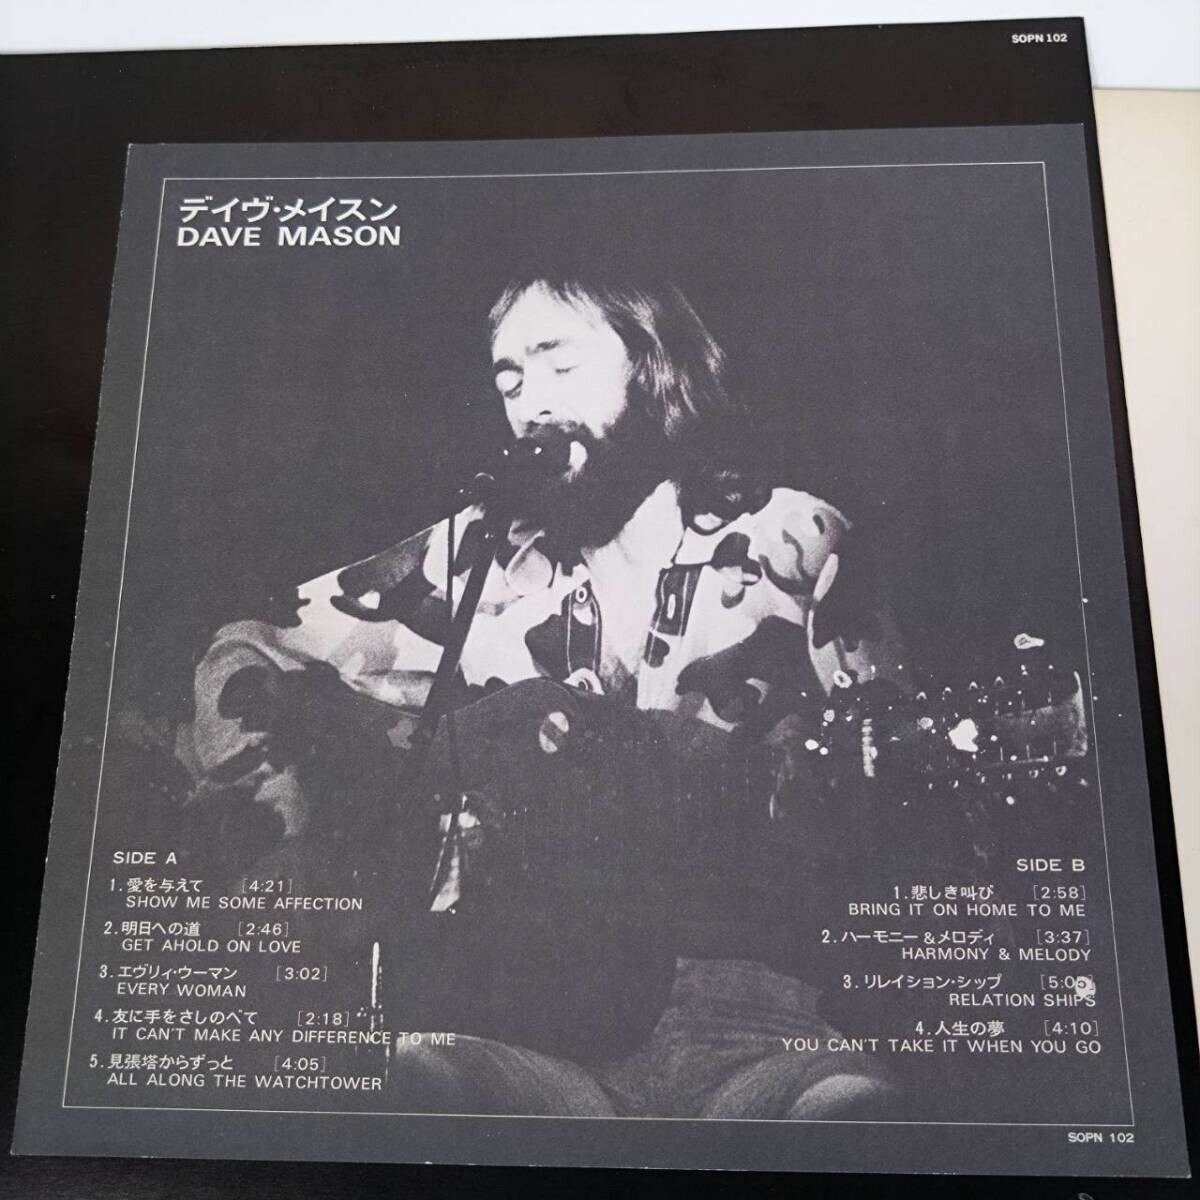 SOPN 102
デイヴ・メイスン
DAVE MASON
SIDE A
1. 愛を与えて [4:21]
SHOW ME SOME AFFECTION
2. 明日への道 [2:46]
GET AHOLD ON LOVE
3. エヴリィ・ウーマン [3:02]
EVERY WOMAN
4. 友に手をさしのべて [2:18]
IT CAN'T MAKE ANY DIFFERENCE TO ME
5. 見張塔からずっと [4:05]
ALL ALONG THE WATCHTOWER
SIDE B
1. 悲しき叫び [2:58]
BRING IT ON HOME TO ME
2. ハーモニー&メロディ [3:37]
HARMONY & MELODY
3. リレイション・シップ
RELATION SHIPS
4. 人生の夢 [4:10]
YOU CAN'T TAKE IT WHEN YOU GO
SOPN 102